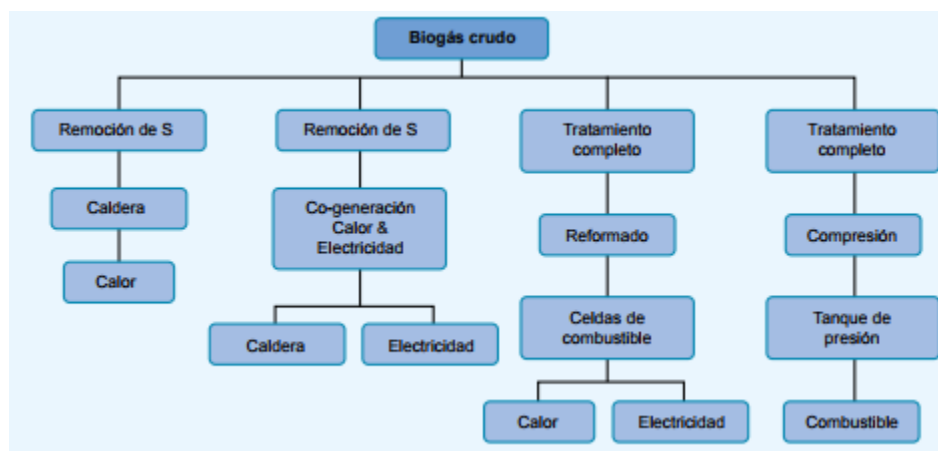 Biogás crudo
Remoción de S
Remoción de S
Tratamiento
completo
Tratamiento
completo
Caldera
Co-generación
Calor &
Electricidad
Reformado
Compresión
Calor
Caldera
Electricidad
Celdas de
combustible
Tanque de
presión
Calor
Electricidad
Combustible